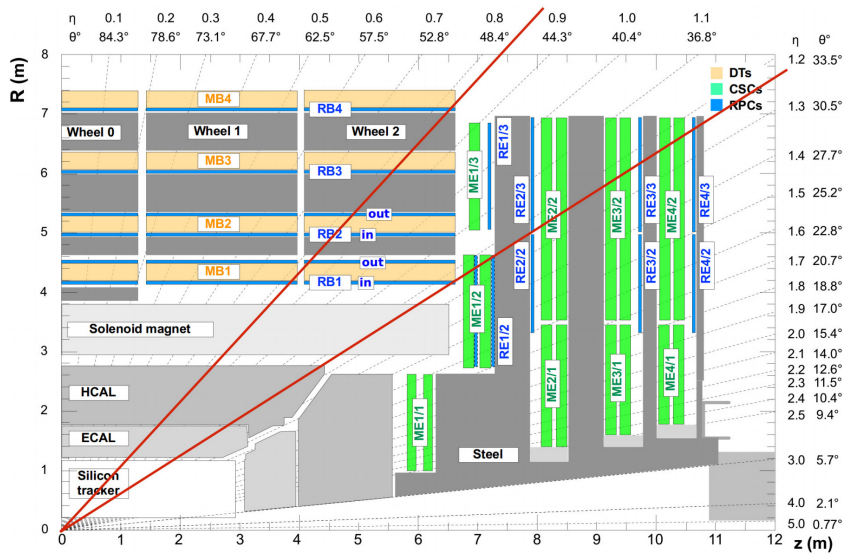 η 0.1 0.2 0.3 0.4 0.5 0.6 0.7 0.8 0.9 1.0 1.1
θ° 84.3° 78.6° 73.1° 67.7° 62.5° 57.5° 52.8° 48.4° 44.3° 40.4° 36.8° η θ°
R (m)
8
7
6
5
4
3
2
1
0
1.2 33.5°
1.3 30.5°
1.4 27.7°
1.5 25.2°
1.6 22.8°
1.7 20.7°
1.8 18.8°
1.9 17.0°
2.0 15.4°
2.1 14.0°
2.2 12.6°
2.3 11.5°
2.4 10.4°
2.5 9.4°
3.0 5.7°
4.0 2.1°
5.0 0.77°
DTs
CSCs
RPCs
MB4
RB4
Wheel 0 Wheel 1 Wheel 2
MB3
RB3
out
MB2
RB2 in
out
MB1
RB1 in
Solenoid magnet
HCAL
ECAL
Silicon
tracker
Steel
ME1/3
RE1/3
ME1/2
RE1/2
ME1/1
RE2/3
RE2/2
ME2/2
ME2/1
ME3/2
ME3/1
RE3/3
RE3/2
ME4/2
ME4/1
RE4/3
RE4/2
0 1 2 3 4 5 6 7 8 9 10 11 12
z (m)